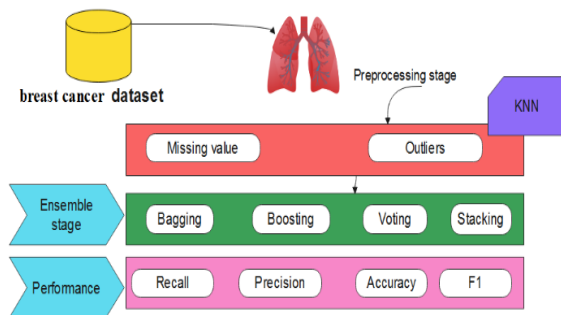 breast cancer dataset
Preprocessing stage
KNN
Missing value
Outliers
Ensemble
stage
Bagging
Boosting
Voting
Stacking
Performance
Recall
Precision
Accuracy
F1